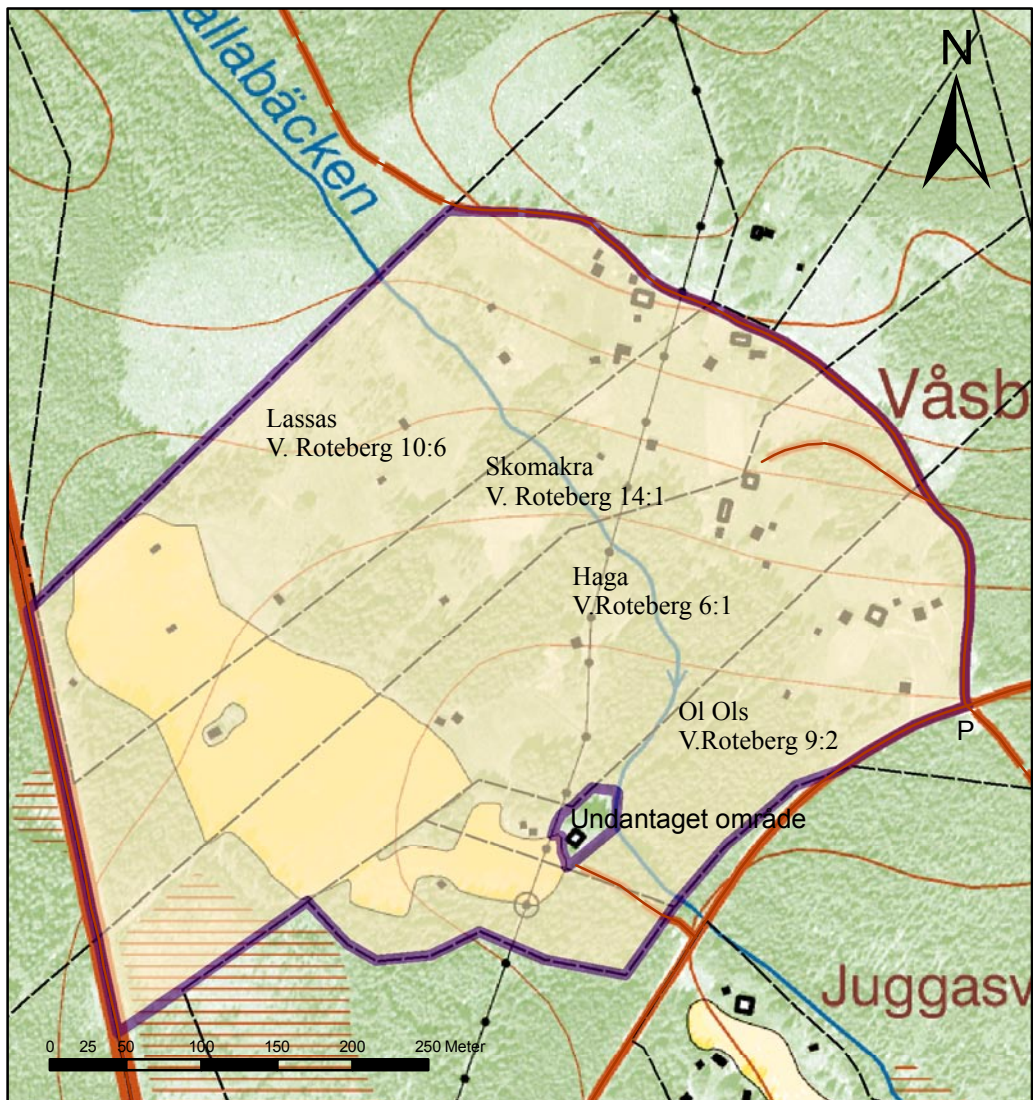 allabäcken
N
Våsb
Lassas
V. Roteberg 10:6
Skomakra
V. Roteberg 14:1
Haga
V.Roteberg 6:1
Ol Ols
V.Roteberg 9:2
P
Undantaget område
Juggasv
0 25 50 100 150 200 250 Meter